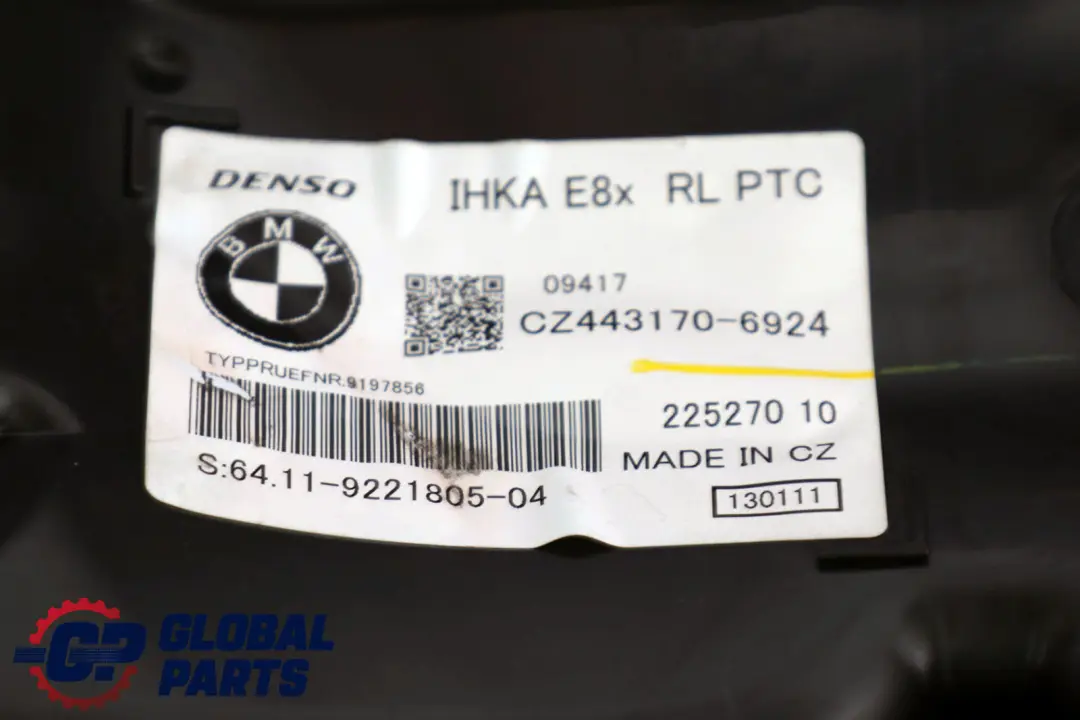 DENSO
IHKA E8x RL PTC
BMW
09417
CZ443170-6924
TYPPRUEFNR.9197856
225270 10
MADE IN CZ
S:64.11-9221805-04
130111
GP GLOBAL
PARTS